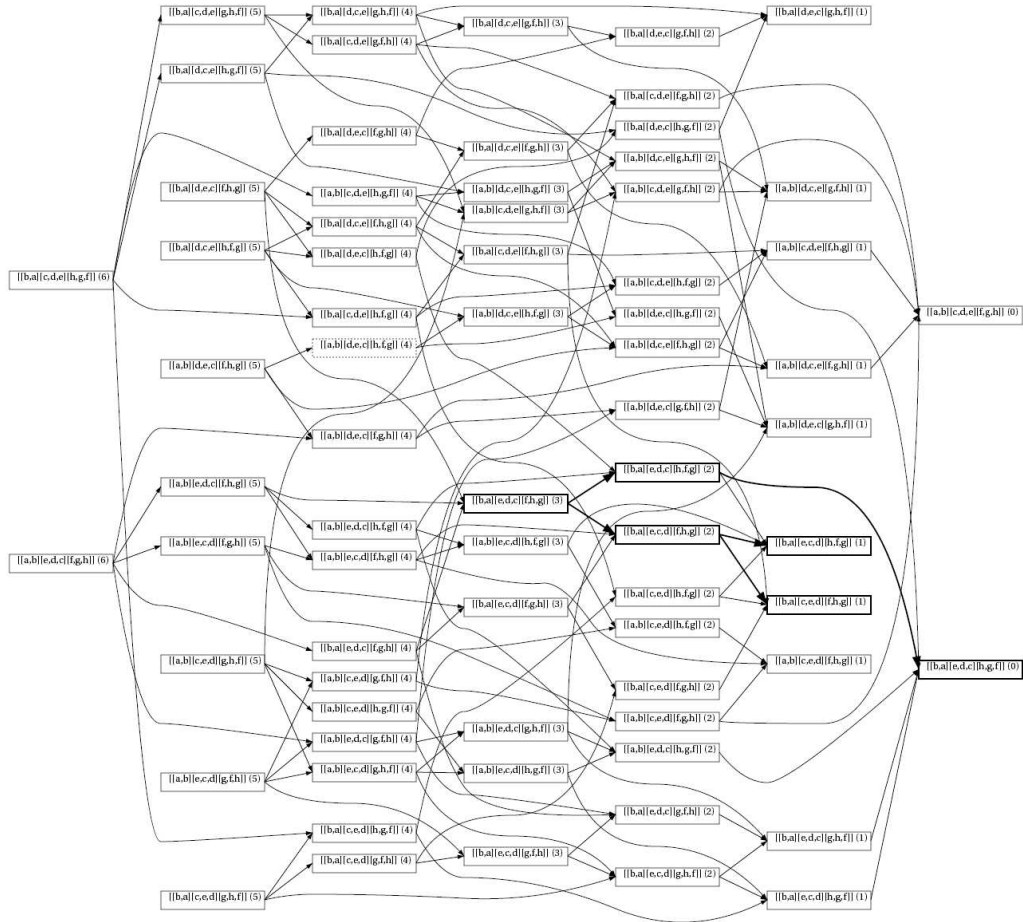 [[b,a][c,d,e][h,g,f]] (6)
[[a,b][e,d,c][f,g,h]] (6)
[[b,a][c,d,e][g,h,f]] (5)
[[b,a][d,c,e][h,g,f]] (5)
[[b,a][d,e,c][f,h,g]] (5)
[[b,a][d,c,e][h,f,g]] (5)
[[a,b][d,e,c][f,h,g]] (5)
[[a,b][e,d,c][f,h,g]] (5)
[[a,b][e,c,d][f,g,h]] (5)
[[a,b][c,e,d][g,h,f]] (5)
[[a,b][e,c,d][g,f,h]] (5)
[[b,a][c,e,d][g,h,f]] (5)
[[b,a][d,c,e][g,h,f]] (4)
[[b,a][c,d,e][g,f,h]] (4)
[[b,a][d,e,c][f,g,h]] (4)
[[a,b][c,d,e][h,g,f]] (4)
[[b,a][d,c,e][f,h,g]] (4)
[[b,a][d,e,c][h,f,g]] (4)
[[b,a][c,d,e][h,f,g]] (4)
[[a,b][d,e,c][h,f,g]] (4)
[[a,b][d,e,c][f,g,h]] (4)
[[a,b][e,d,c][h,f,g]] (4)
[[a,b][e,c,d][f,h,g]] (4)
[[b,a][e,d,c][f,g,h]] (4)
[[a,b][c,e,d][g,f,h]] (4)
[[a,b][c,e,d][h,g,f]] (4)
[[a,b][e,d,c][g,f,h]] (4)
[[a,b][e,c,d][g,h,f]] (4)
[[b,a][c,e,d][h,g,f]] (4)
[[b,a][c,e,d][g,f,h]] (4)
[[b,a][d,c,e][g,f,h]] (3)
[[b,a][d,c,e][f,g,h]] (3)
[[a,b][d,c,e][h,g,f]] (3)
[[a,b][c,d,e][g,h,f]] (3)
[[b,a][c,d,e][f,h,g]] (3)
[[a,b][d,c,e][h,f,g]] (3)
[[b,a][e,d,c][f,h,g]] (3)
[[a,b][e,c,d][h,f,g]] (3)
[[b,a][e,c,d][f,g,h]] (3)
[[a,b][e,d,c][g,h,f]] (3)
[[a,b][e,c,d][h,g,f]] (3)
[[b,a][e,c,d][g,f,h]] (3)
[[b,a][d,e,c][g,f,h]] (2)
[[b,a][c,d,e][f,g,h]] (2)
[[b,a][d,e,c][h,g,f]] (2)
[[a,b][d,c,e][g,h,f]] (2)
[[a,b][c,d,e][g,f,h]] (2)
[[a,b][c,d,e][h,f,g]] (2)
[[a,b][d,e,c][h,g,f]] (2)
[[a,b][d,c,e][f,h,g]] (2)
[[a,b][d,e,c][g,f,h]] (2)
[[b,a][e,d,c][h,f,g]] (2)
[[b,a][e,c,d][f,h,g]] (2)
[[b,a][c,e,d][h,f,g]] (2)
[[a,b][c,e,d][h,f,g]] (2)
[[b,a][c,e,d][f,g,h]] (2)
[[a,b][c,e,d][f,g,h]] (2)
[[a,b][e,d,c][h,g,f]] (2)
[[b,a][e,d,c][g,f,h]] (2)
[[b,a][e,c,d][g,h,f]] (2)
[[b,a][d,e,c][g,h,f]] (1)
[[a,b][d,c,e][g,f,h]] (1)
[[a,b][c,d,e][f,h,g]] (1)
[[a,b][d,c,e][f,g,h]] (1)
[[a,b][d,e,c][g,h,f]] (1)
[[b,a][e,c,d][h,f,g]] (1)
[[b,a][c,e,d][f,h,g]] (1)
[[a,b][c,e,d][f,h,g]] (1)
[[b,a][e,d,c][g,h,f]] (1)
[[b,a][e,c,d][h,g,f]] (1)
[[a,b][c,d,e][f,g,h]] (0)
[[b,a][e,d,c][h,g,f]] (0)